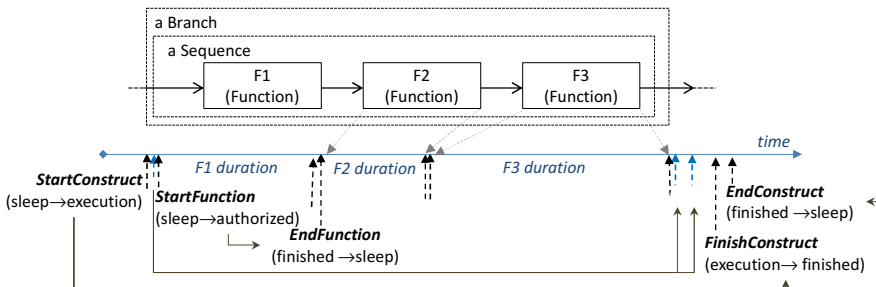 a Branch
a Sequence
F1
(Function)
F2
(Function)
F3
(Function)
time
F1 duration
F2 duration
F3 duration
StartConstruct
(sleep→execution)
StartFunction
(sleep→authorized)
EndFunction
(finished →sleep)
EndConstruct
(finished →sleep)
FinishConstruct
(execution→ finished)